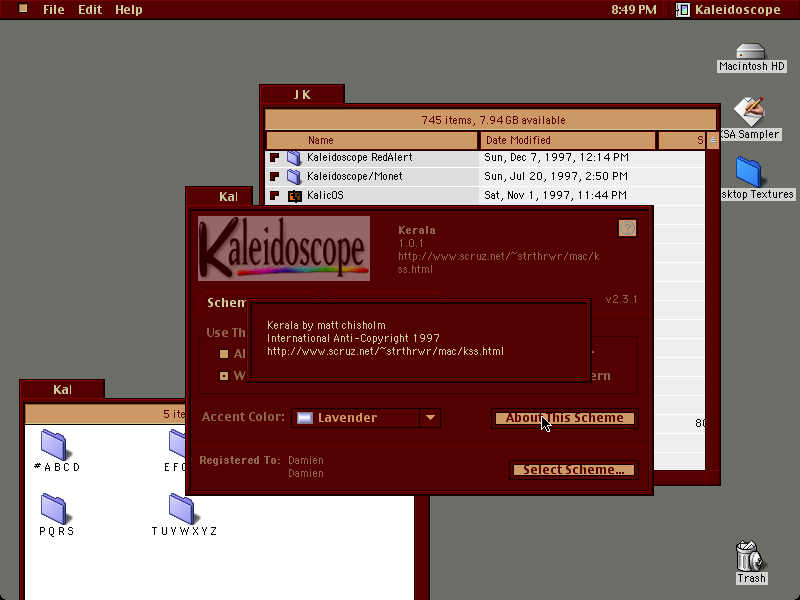 File Edit Help
8:49 PM
Kaleidoscope
Macintosh HD
KSA Sampler
sktop Textures
Trash
J K
745 items, 7.94 GB available
Name
Date Modified
S
Kaleidoscope RedAlert
Sun, Dec 7, 1997, 12:14 PM
Kaleidoscope/Monet
Sun, Jul 20, 1997, 2:50 PM
KalicOS
Sat, Nov 1, 1997, 11:44 PM
80
Kal
Kaleidoscope
Kerala
1.0.1
http://www.scruz.net/~strthrwr/mac/k
ss.html
v2.3.1
Schem
Use Th
Al
W
ern
Kerala by matt chisholm
International Anti-Copyright 1997
http://www.scruz.net/~strthrwr/mac/kss.html
Accent Color:
Lavender
About This Scheme
Registered To:
Damien
Damien
Select Scheme...
Kal
5 ite
#ABCD
EFG
PQRS
TUYWXYZ